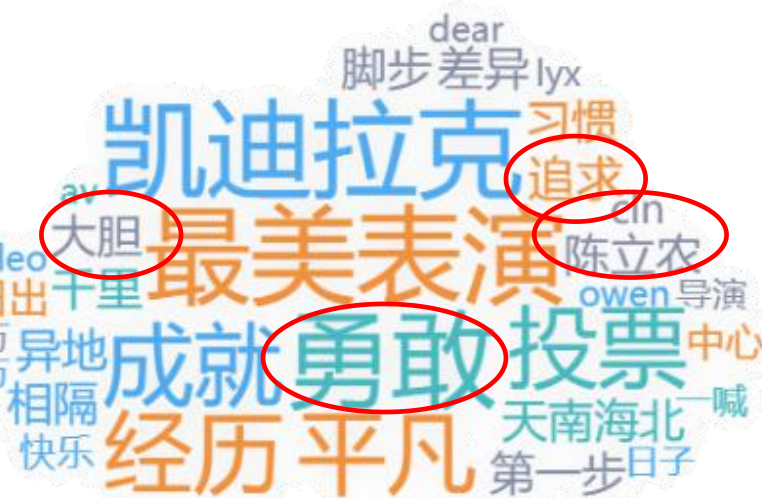 dear
脚步 差异 lyx
凯迪拉克 习惯
追求
av
大胆 最美表演 cin
陈立农
千里 owen 导演
异地 成就 勇敢 投票 中心
相隔 天南海北 一喊
快乐 经历 平凡 第一步 日子